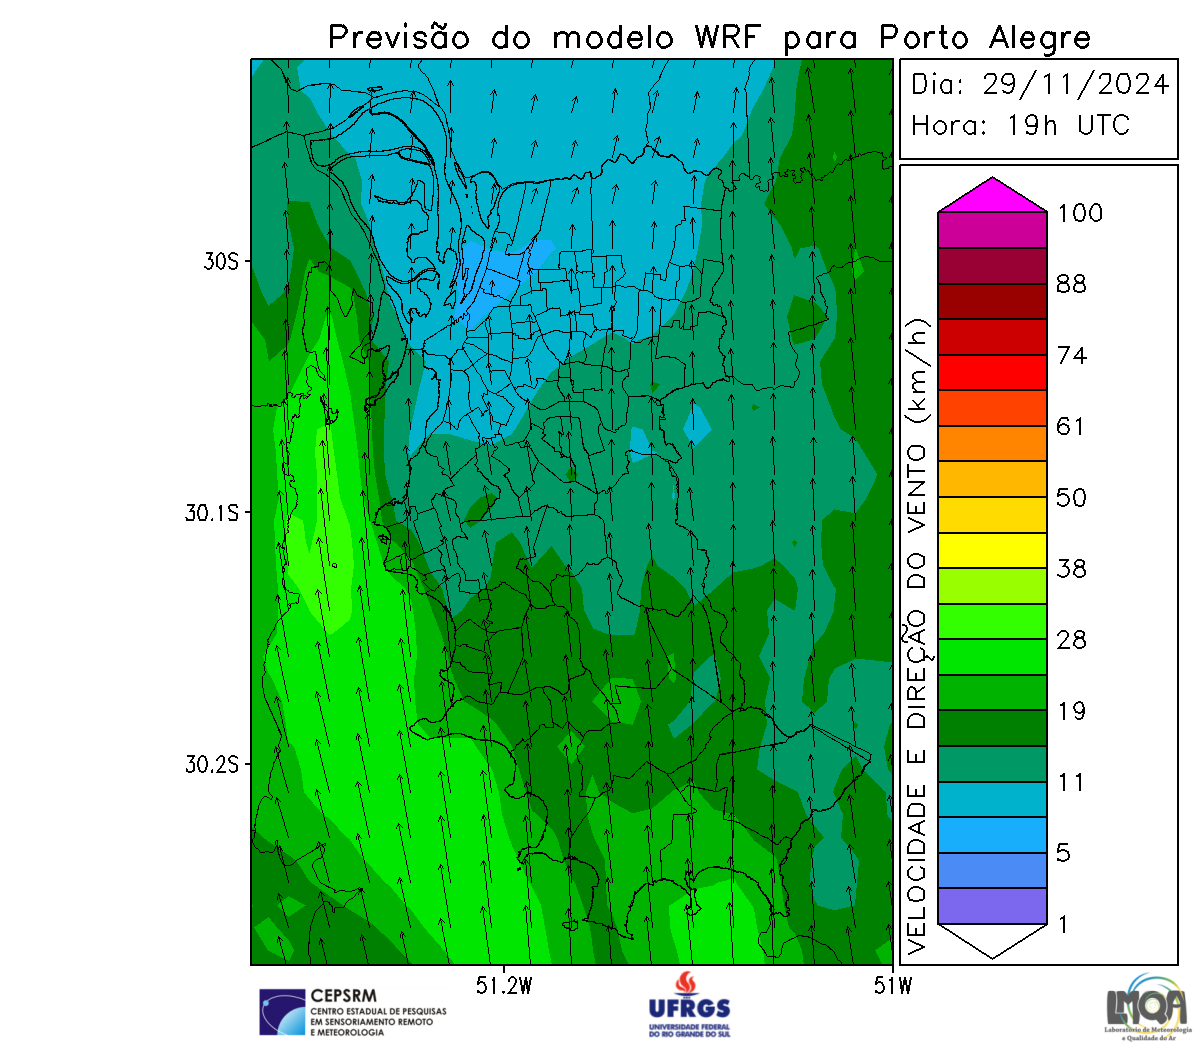 Previsão do modelo WRF para Porto Alegre
Dia: 29/11/2024
Hora: 19h UTC
30S
30.1S
30.2S
51.2W
51W
VELOCIDADE E DIREÇÃO DO VENTO (km/h)
100
88
74
61
50
38
28
19
11
5
1
CEPSRM
CENTRO ESTADUAL DE PESQUISAS
EM SENSORIAMENTO REMOTO
E METEOROLOGIA
UFRGS
UNIVERSIDADE FEDERAL
DO RIO GRANDE DO SUL
LMQA
Laboratório de Meteorologia
e Qualidade do Ar